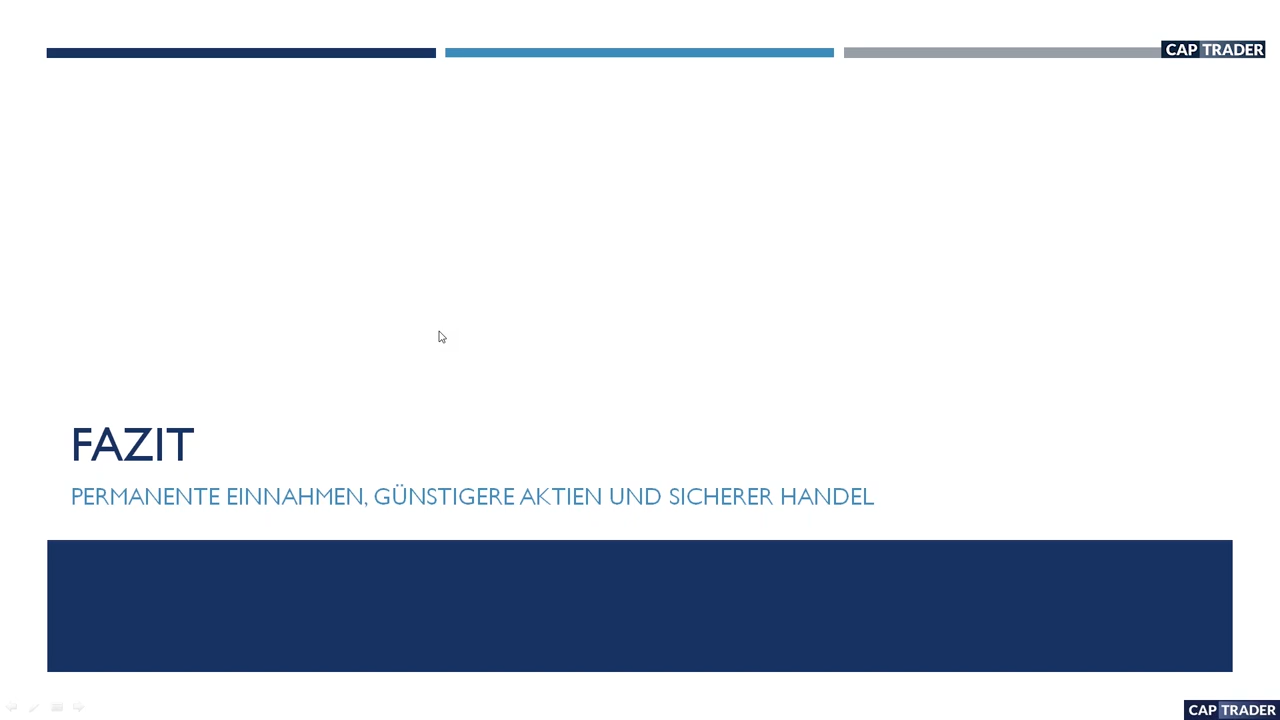 CAP TRADER
FAZIT
PERMANENTE EINNAHMEN, GÜNSTIGERE AKTIEN UND SICHERER HANDEL
CAP TRADER